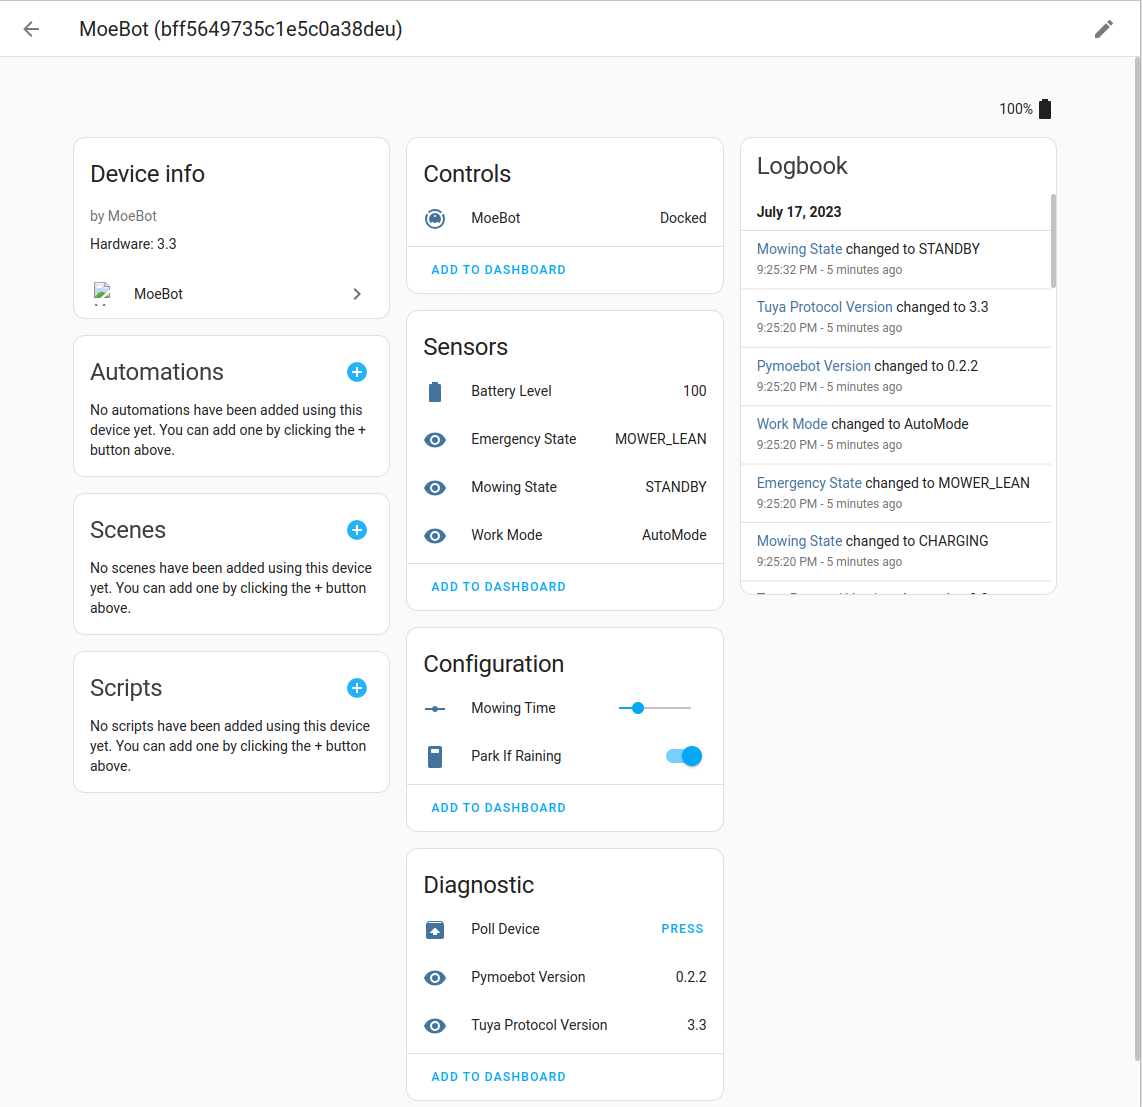 MoeBot (bff5649735c1e5c0a38deu)
100%
Device info
by MoeBot
Hardware: 3.3
MoeBot
Automations
No automations have been added using this
device yet. You can add one by clicking the +
button above.
Scenes
No scenes have been added using this device
yet. You can add one by clicking the + button
above.
Scripts
No scripts have been added using this device
yet. You can add one by clicking the + button
above.
Controls
MoeBot Docked
ADD TO DASHBOARD
Sensors
Battery Level 100
Emergency State MOWER_LEAN
Mowing State STANDBY
Work Mode AutoMode
ADD TO DASHBOARD
Configuration
Mowing Time
Park If Raining
ADD TO DASHBOARD
Diagnostic
Poll Device PRESS
Pymoebot Version 0.2.2
Tuya Protocol Version 3.3
ADD TO DASHBOARD
Logbook
July 17, 2023
Mowing State changed to STANDBY
9:25:32 PM - 5 minutes ago
Tuya Protocol Version changed to 3.3
9:25:20 PM - 5 minutes ago
Pymoebot Version changed to 0.2.2
9:25:20 PM - 5 minutes ago
Work Mode changed to AutoMode
9:25:20 PM - 5 minutes ago
Emergency State changed to MOWER_LEAN
9:25:20 PM - 5 minutes ago
Mowing State changed to CHARGING
9:25:20 PM - 5 minutes ago